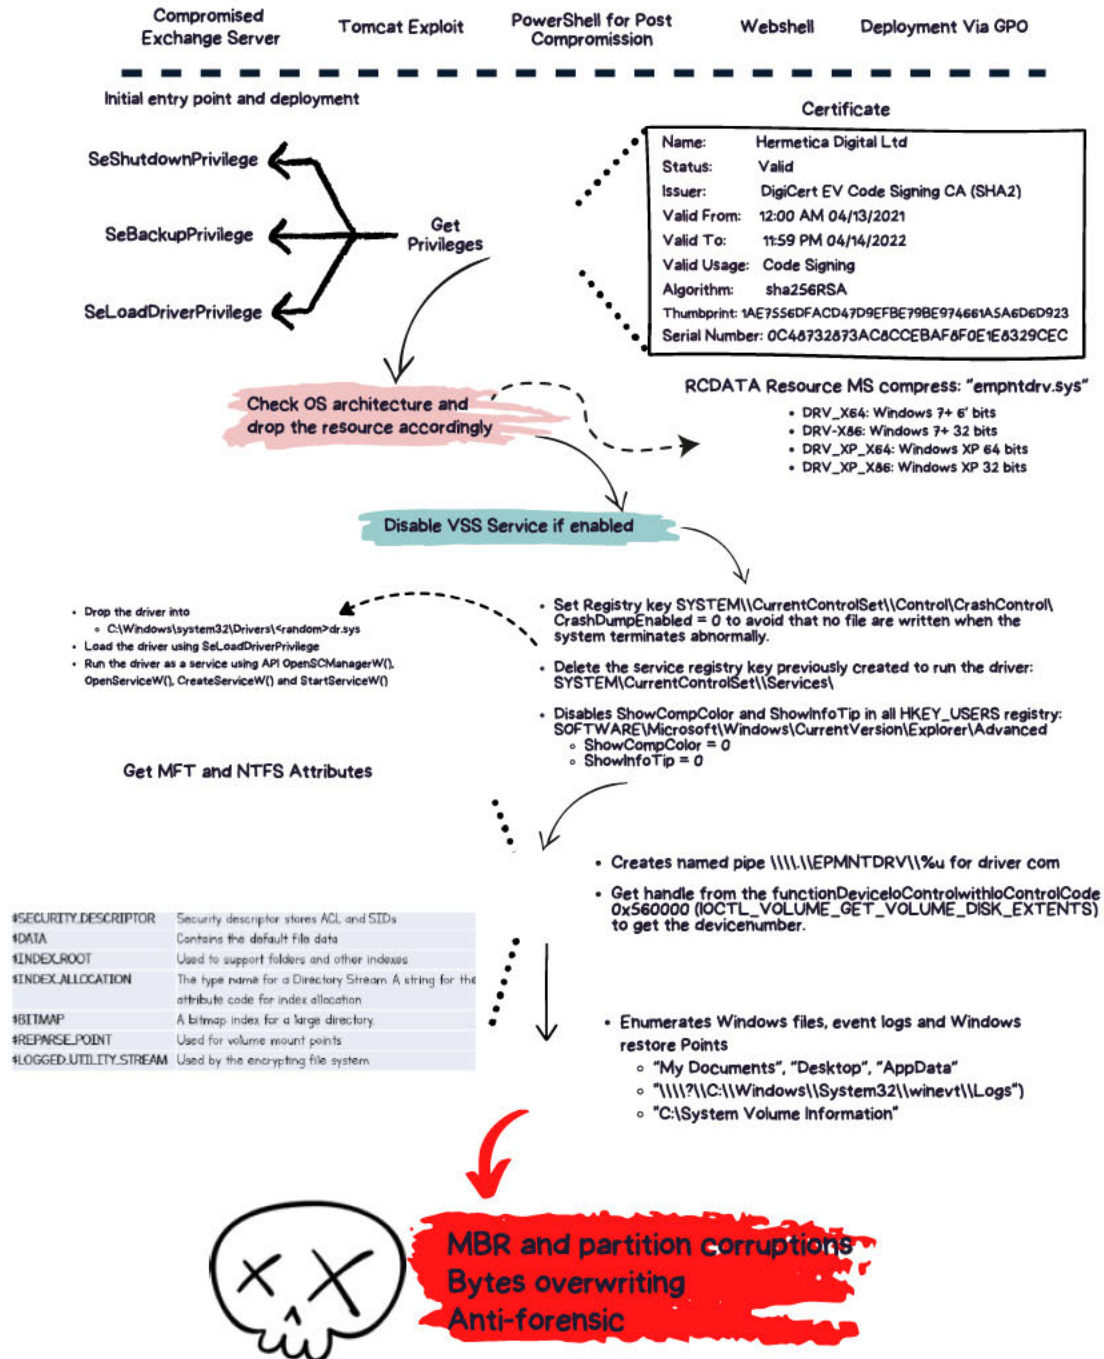 Compromised
Exchange Server
Tomcat Exploit
PowerShell for Post
Compromission
Webshell
Deployment Via GPO
Initial entry point and deployment
Certificate
Name: Hermetica Digital Ltd
Status: Valid
Issuer: DigiCert EV Code Signing CA (SHA2)
Valid From: 12:00 AM 04/13/2021
Valid To: 11:59 PM 04/14/2022
Valid Usage: Code Signing
Algorithm: sha256RSA
Thumbprint: 1AE7556DFACD47D9EFBE79BE974661A5A6D6D923
Serial Number: 0C48732873AC8CCEBAF8F0E1E8329CEC
SeShutdownPrivilege
SeBackupPrivilege
SeLoadDriverPrivilege
Get
Privileges
Check OS architecture and
drop the resource accordingly
RCDATA Resource MS compress: "empntdrv.sys"
• DRV_X64: Windows 7+ 6' bits
• DRV-X86: Windows 7+ 32 bits
• DRV_XP_X64: Windows XP 64 bits
• DRV_XP_X86: Windows XP 32 bits
Disable VSS Service if enabled
• Drop the driver into
◦ C:\Windows\system32\Drivers\<random>dr.sys
• Load the driver using SeLoadDriverPrivilege
• Run the driver as a service using API OpenSCManagerW(),
OpenServiceW(), CreateServiceW() and StartServiceW()
• Set Registry key SYSTEM\\CurrentControlSet\\Control\CrashControl\
CrashDumpEnabled = 0 to avoid that no file are written when the
system terminates abnormally.
• Delete the service registry key previously created to run the driver:
SYSTEM\CurrentControlSet\\Services\
• Disables ShowCompColor and ShowInfoTip in all HKEY_USERS registry:
SOFTWARE\Microsoft\Windows\CurrentVersion\Explorer\Advanced
◦ ShowCompColor = 0
◦ ShowInfoTip = 0
Get MFT and NTFS Attributes
• Creates named pipe \\\\.\\EPMNTDRV\\%u for driver com
• Get handle from the functionDeviceIoControlwithIoControlCode
0x560000 (IOCTL_VOLUME_GET_VOLUME_DISK_EXTENTS)
to get the devicenumber.
$SECURITY_DESCRIPTOR Security descriptor stores ACL and SIDs
$DATA Contains the default file data
$INDEX_ROOT Used to support folders and other indexes
$INDEX_ALLOCATION The type name for a Directory Stream. A string for the
attribute code for index allocation
$BITMAP A bitmap index for a large directory.
$REPARSE_POINT Used for volume mount points
$LOGGED_UTILITY_STREAM Used by the encrypting file system
• Enumerates Windows files, event logs and Windows
restore Points
◦ "My Documents", "Desktop", "AppData"
◦ "\\\\?\\C:\\Windows\\System32\\winevt\\Logs")
◦ "C:\System Volume Information"
MBR and partition corruptions
Bytes overwriting
Anti-forensic